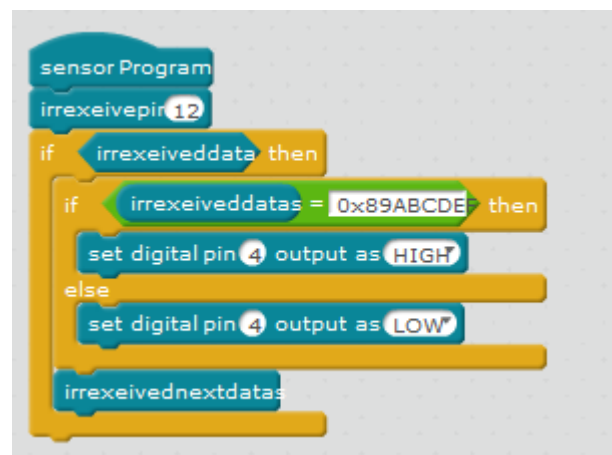 sensor Program
irrexeivepin 12
if irrexeiveddata then
if irrexeiveddatas = 0x89ABCDEF then
set digital pin 4 output as HIGH
else
set digital pin 4 output as LOW
irrexeivednextdatas